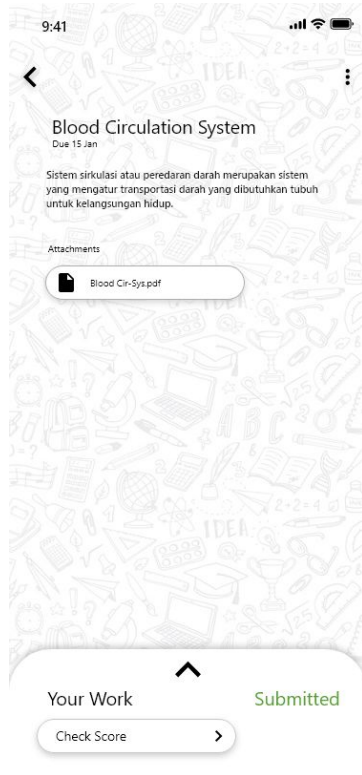 9:41
Blood Circulation System
Due 15 Jan
Sistem sirkulasi atau peredaran darah merupakan sistem
yang mengatur transportasi darah yang dibutuhkan tubuh
untuk kelangsungan hidup.
Attachments
Blood Cir-Sys.pdf
Your Work
Submitted
Check Score